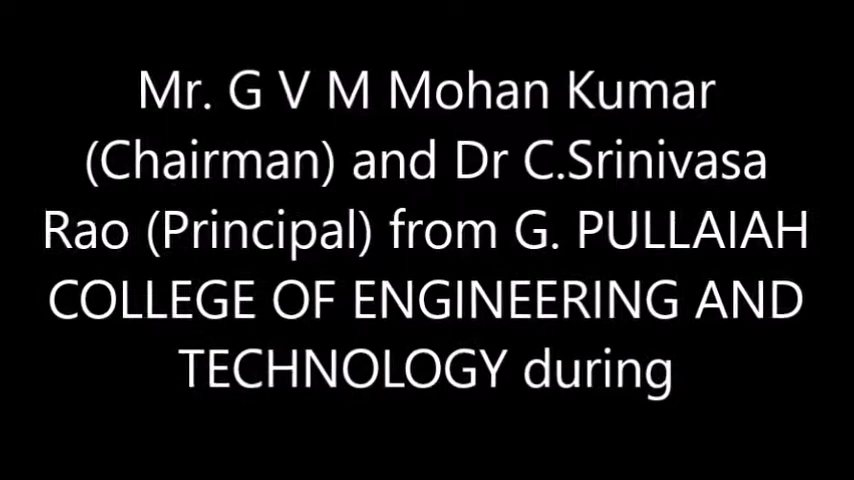 Mr. G V M Mohan Kumar
(Chairman) and Dr C.Srinivasa
Rao (Principal) from G. PULLAIAH
COLLEGE OF ENGINEERING AND
TECHNOLOGY during